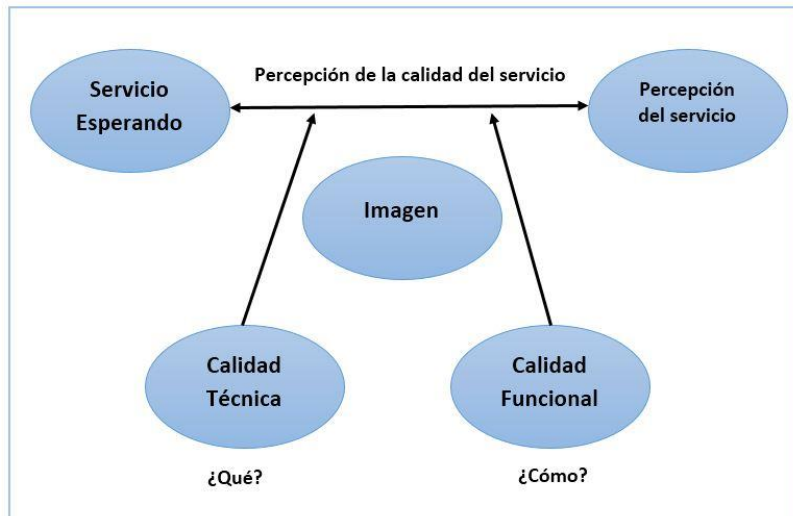 Percepción de la calidad del servicio
Servicio
Esperando
Percepción
del servicio
Imagen
Calidad
Técnica
Calidad
Funcional
¿Qué?
¿Cómo?